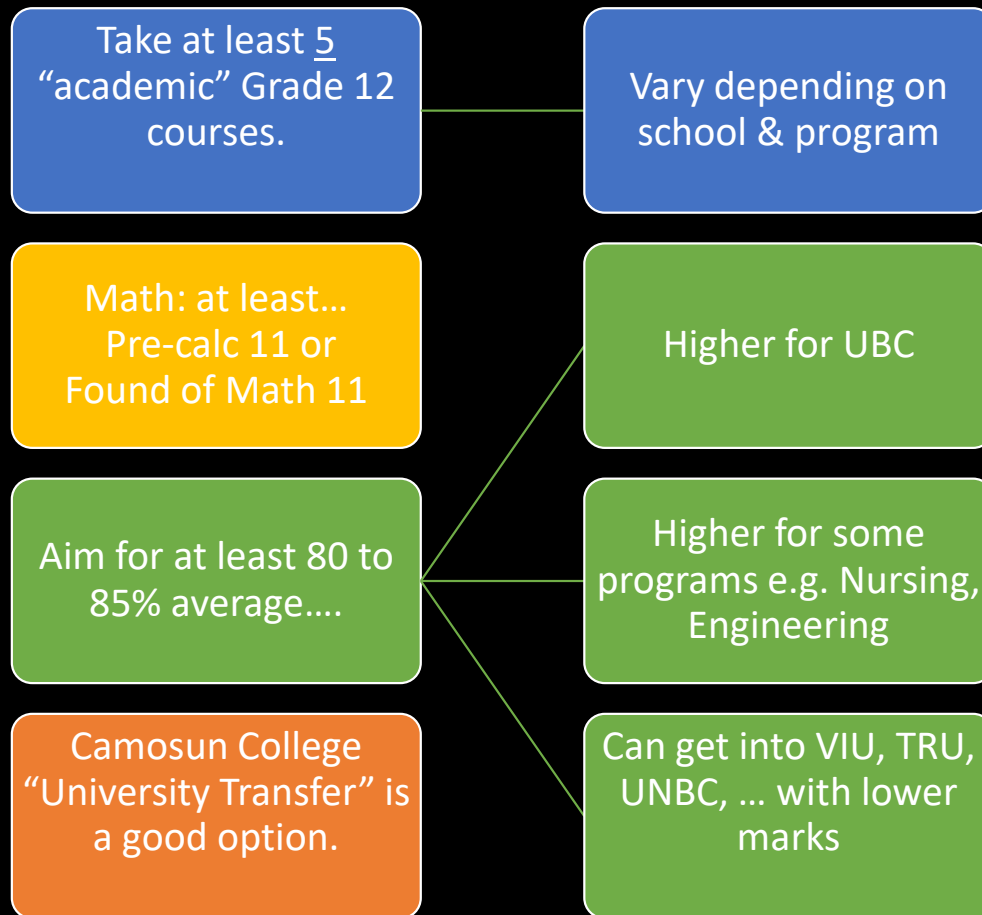 Take at least 5
“academic” Grade 12
courses.
Vary depending on
school & program
Math: at least…
Pre-calc 11 or
Found of Math 11
Higher for UBC
Aim for at least 80 to
85% average….
Higher for some
programs e.g. Nursing,
Engineering
Camosun College
“University Transfer” is
a good option.
Can get into VIU, TRU,
UNBC, … with lower
marks